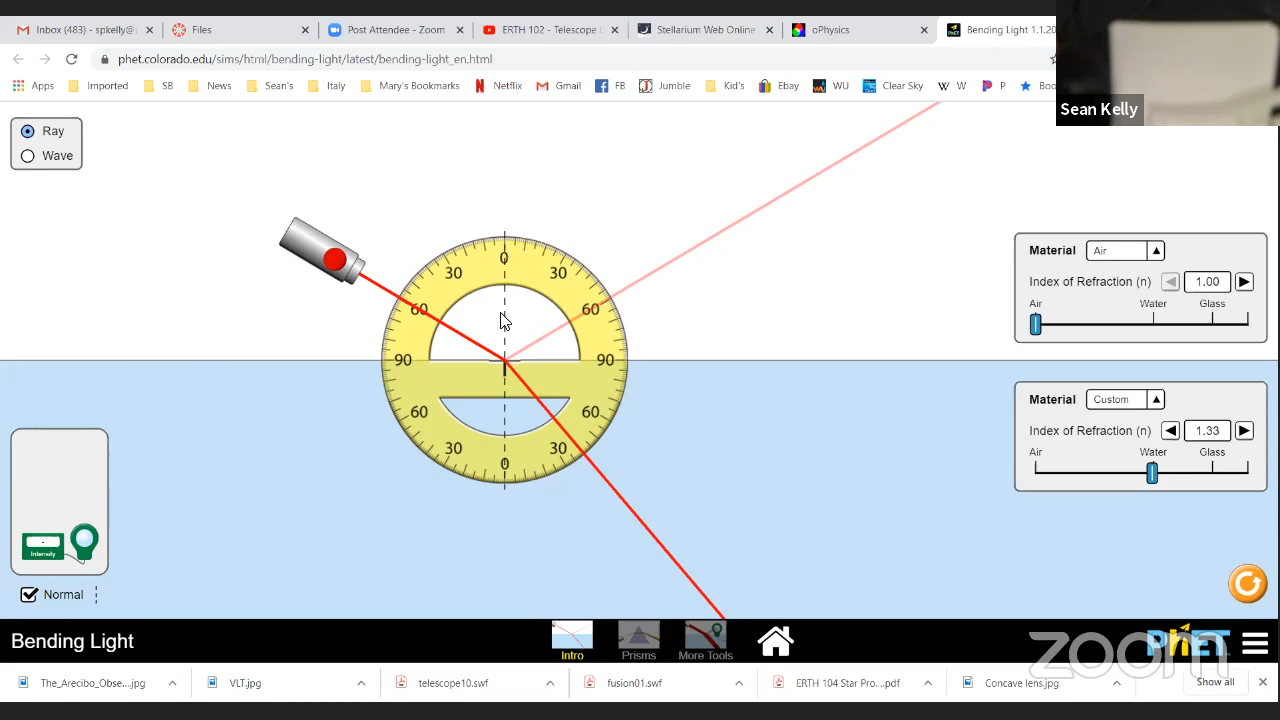 Inbox (483) - snkelly@
Files
Post Attendee - Zoom
ERTH 102 - Telescope L
Stellarium Web Online
oPhysics
Bending Light 1.1.20
phet.colorado.edu/sims/html/bending-light/latest/bending-light_en.html
Apps Imported SE News Sean's Italy Mary's Bookmarks Netflix Gmail FB Jumble Kid's Ebay WU Clear Sky W W P Boo
Sean Kelly
Ray
Wave
0
30 30
60 60
90 90
60 60
30 30
0
Material Air
Index of Refraction (n) 1.00
Air Water Glass
Material Custom
Index of Refraction (n) 1.33
Air Water Glass
Intensity
Normal
Bending Light
Intro
Prisms
More Tools
PhET
zoom
The_Arecibo_Obse....jpg
VLT.jpg
telescope10.swf
fusion01.swf
ERTH 104 Star Pro....pdf
Concave lens.jpg
Show all